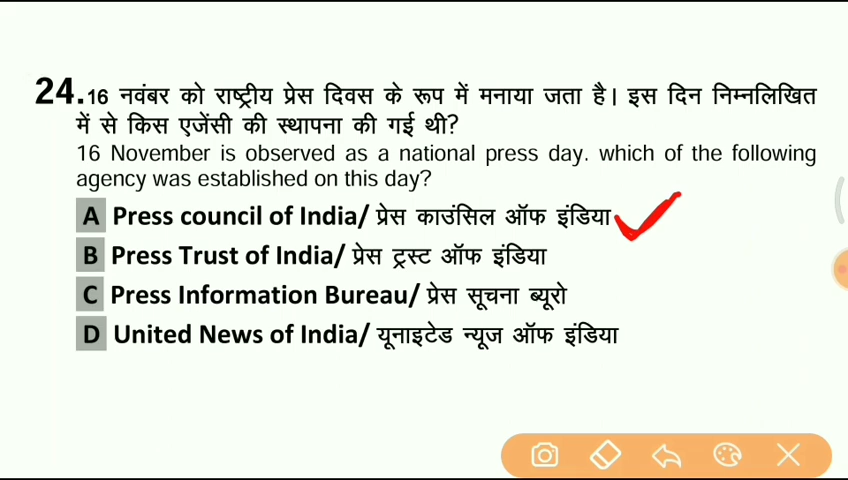 24.16 नवंबर को राष्ट्रीय प्रेस दिवस के रूप में मनाया जता है। इस दिन निम्नलिखित
में से किस एजेंसी की स्थापना की गई थी?
16 November is observed as a national press day. which of the following
agency was established on this day?
A Press council of India/ प्रेस काउंसिल ऑफ इंडिया
B Press Trust of India/ प्रेस ट्रस्ट ऑफ इंडिया
C Press Information Bureau/ प्रेस सूचना ब्यूरो
D United News of India/ यूनाइटेड न्यूज ऑफ इंडिया